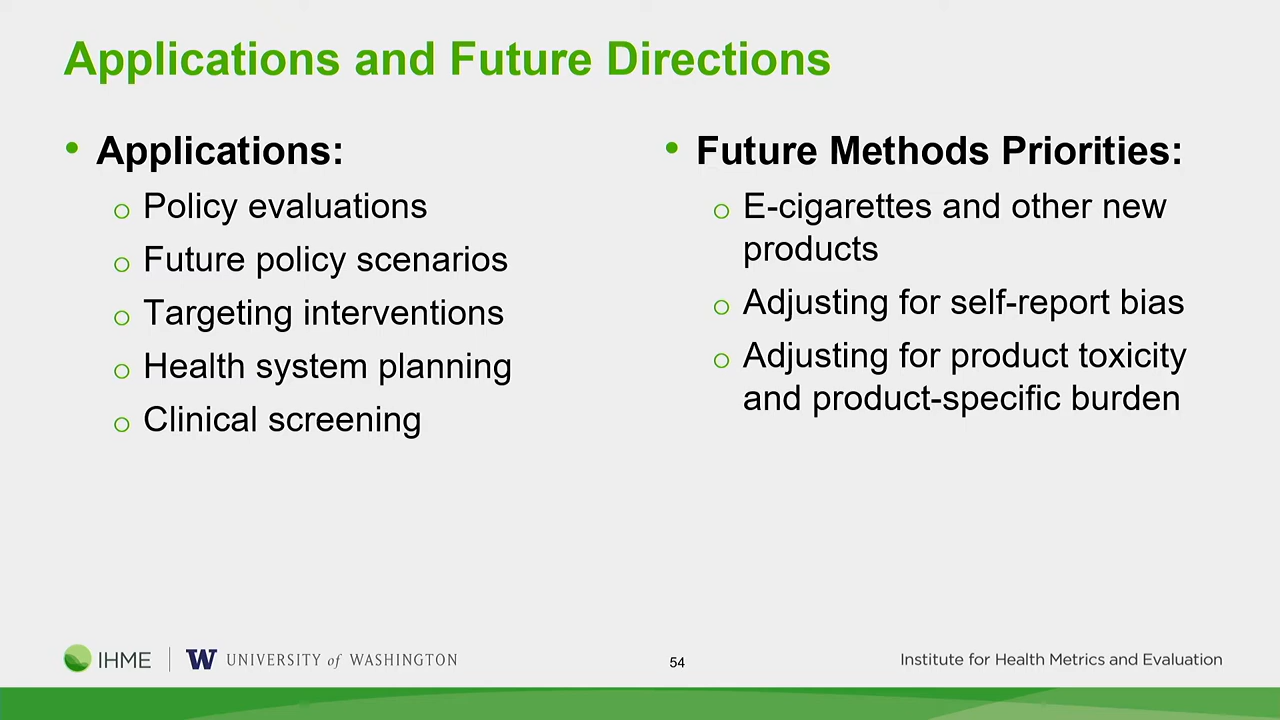 Applications and Future Directions
• Applications:
o Policy evaluations
o Future policy scenarios
o Targeting interventions
o Health system planning
o Clinical screening
• Future Methods Priorities:
o E-cigarettes and other new
products
o Adjusting for self-report bias
o Adjusting for product toxicity
and product-specific burden
IHME
W UNIVERSITY of WASHINGTON
54
Institute for Health Metrics and Evaluation